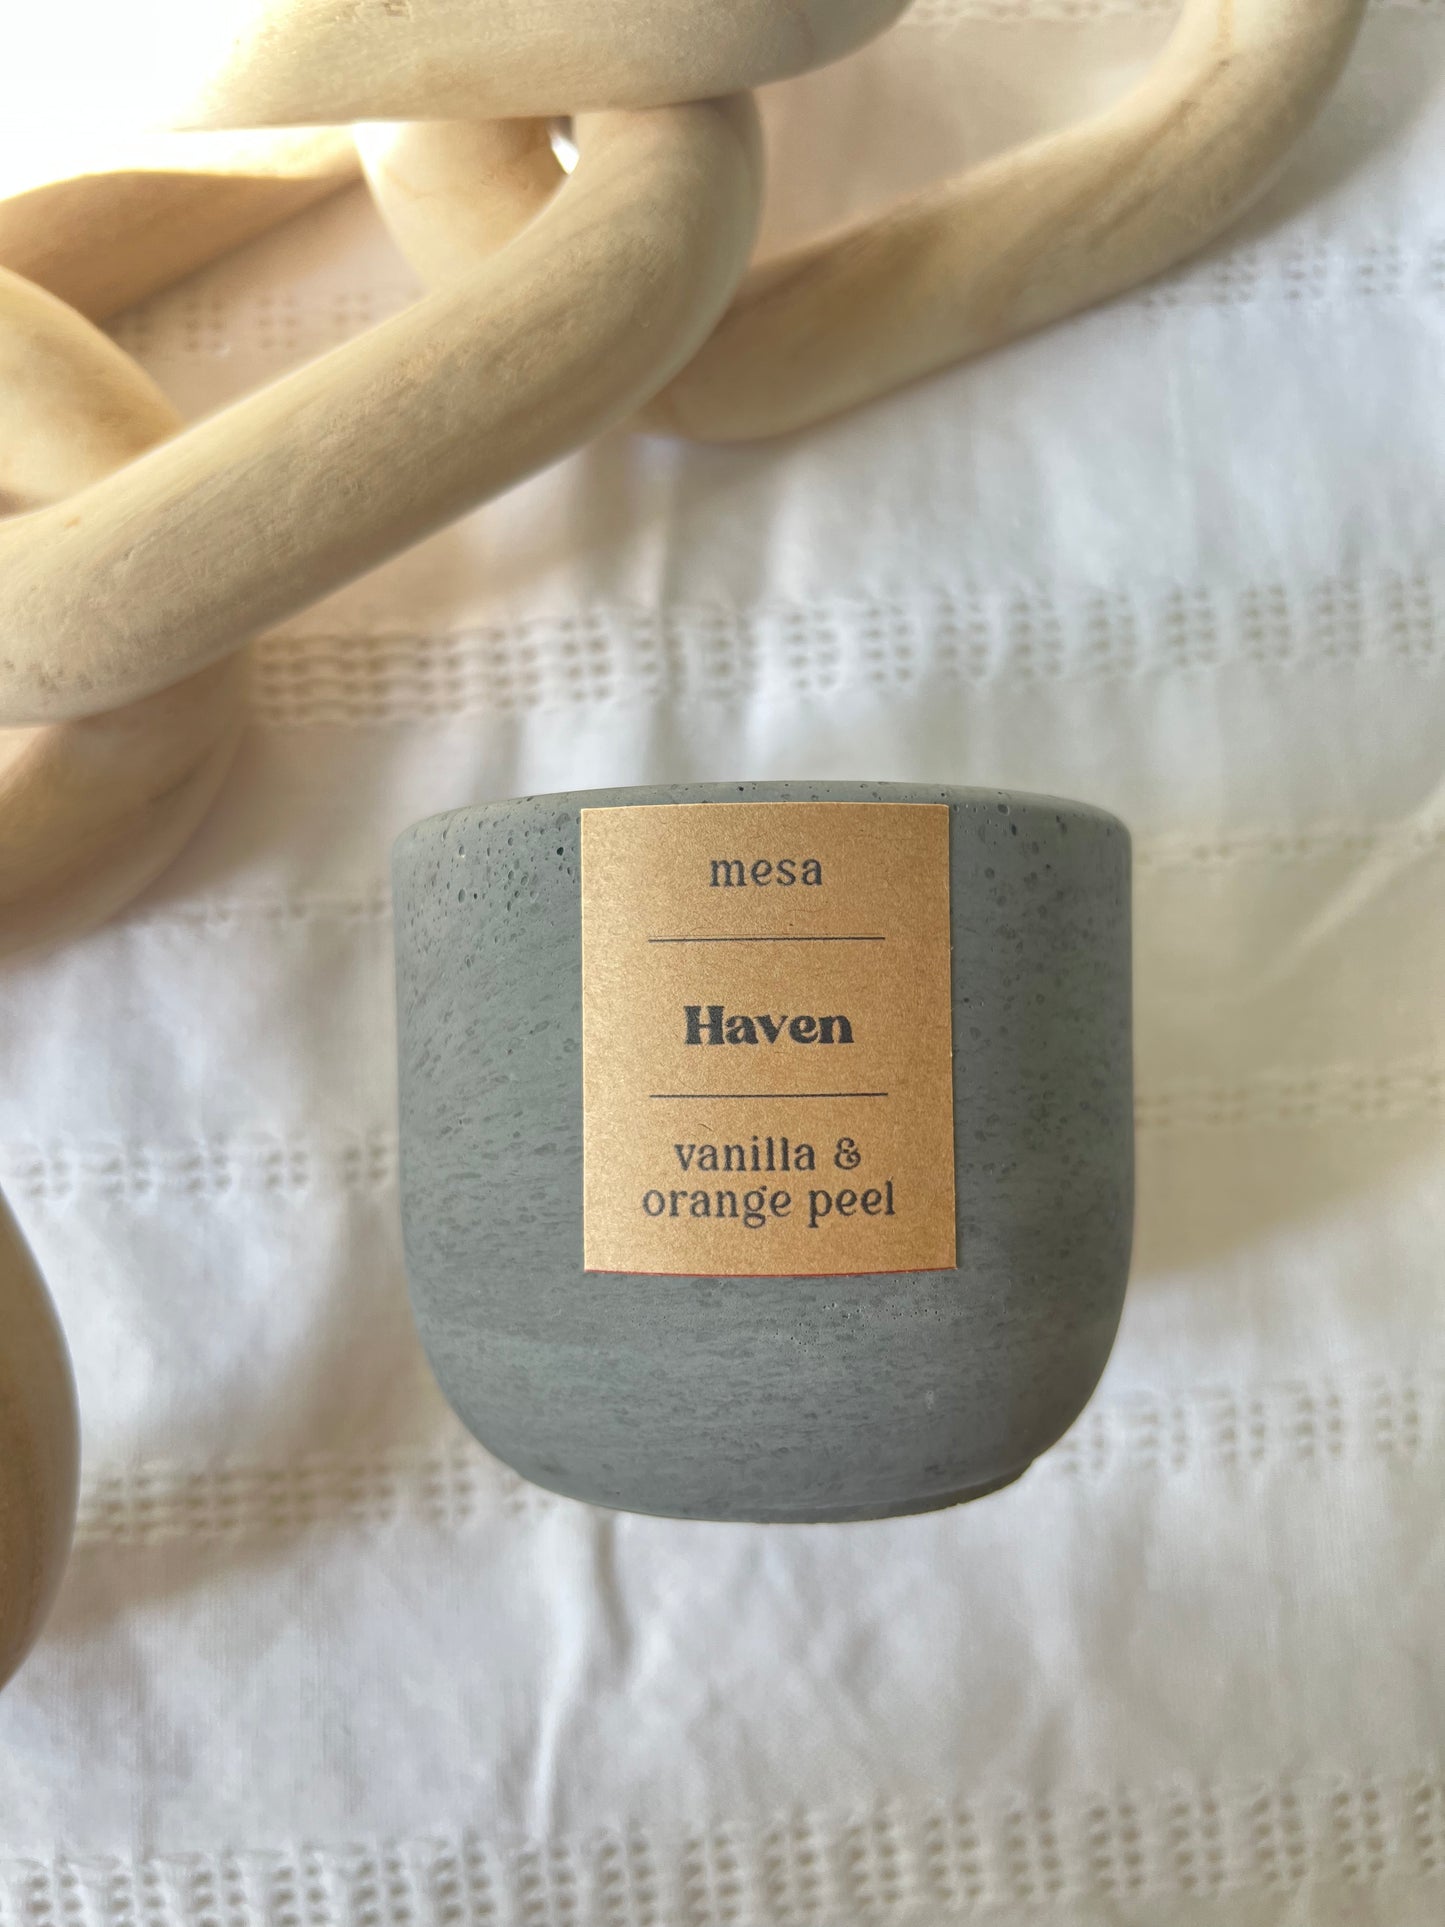 mesa
Haven
vanilla &
orange peel